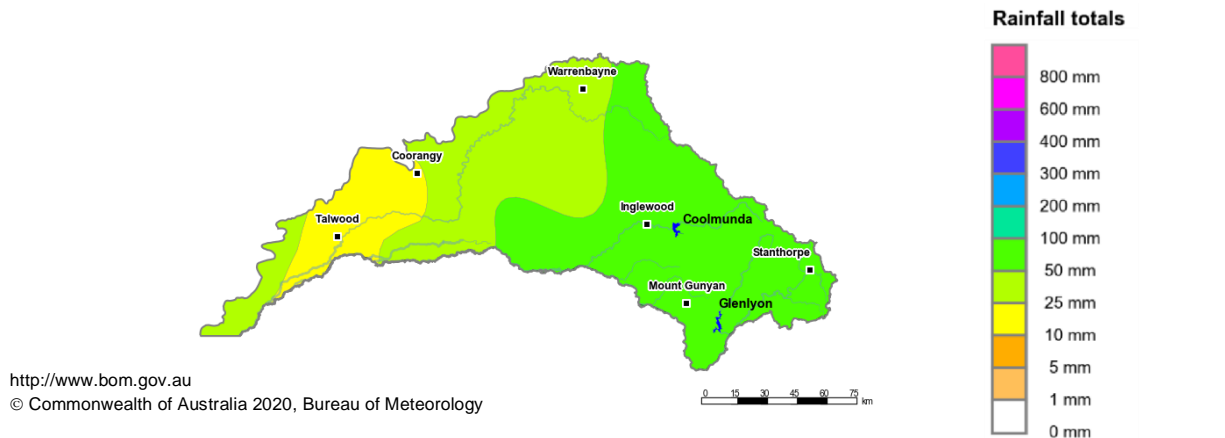 Rainfall totals
800 mm
600 mm
400 mm
300 mm
200 mm
100 mm
50 mm
25 mm
10 mm
5 mm
1 mm
0 mm
Warrenbayne
Coorangy
Talwood
Inglewood
Coolmunda
Stanthorpe
Mount Gunyan
Glenlyon
http://www.bom.gov.au
© Commonwealth of Australia 2020, Bureau of Meteorology
0 15 30 45 60 75
km